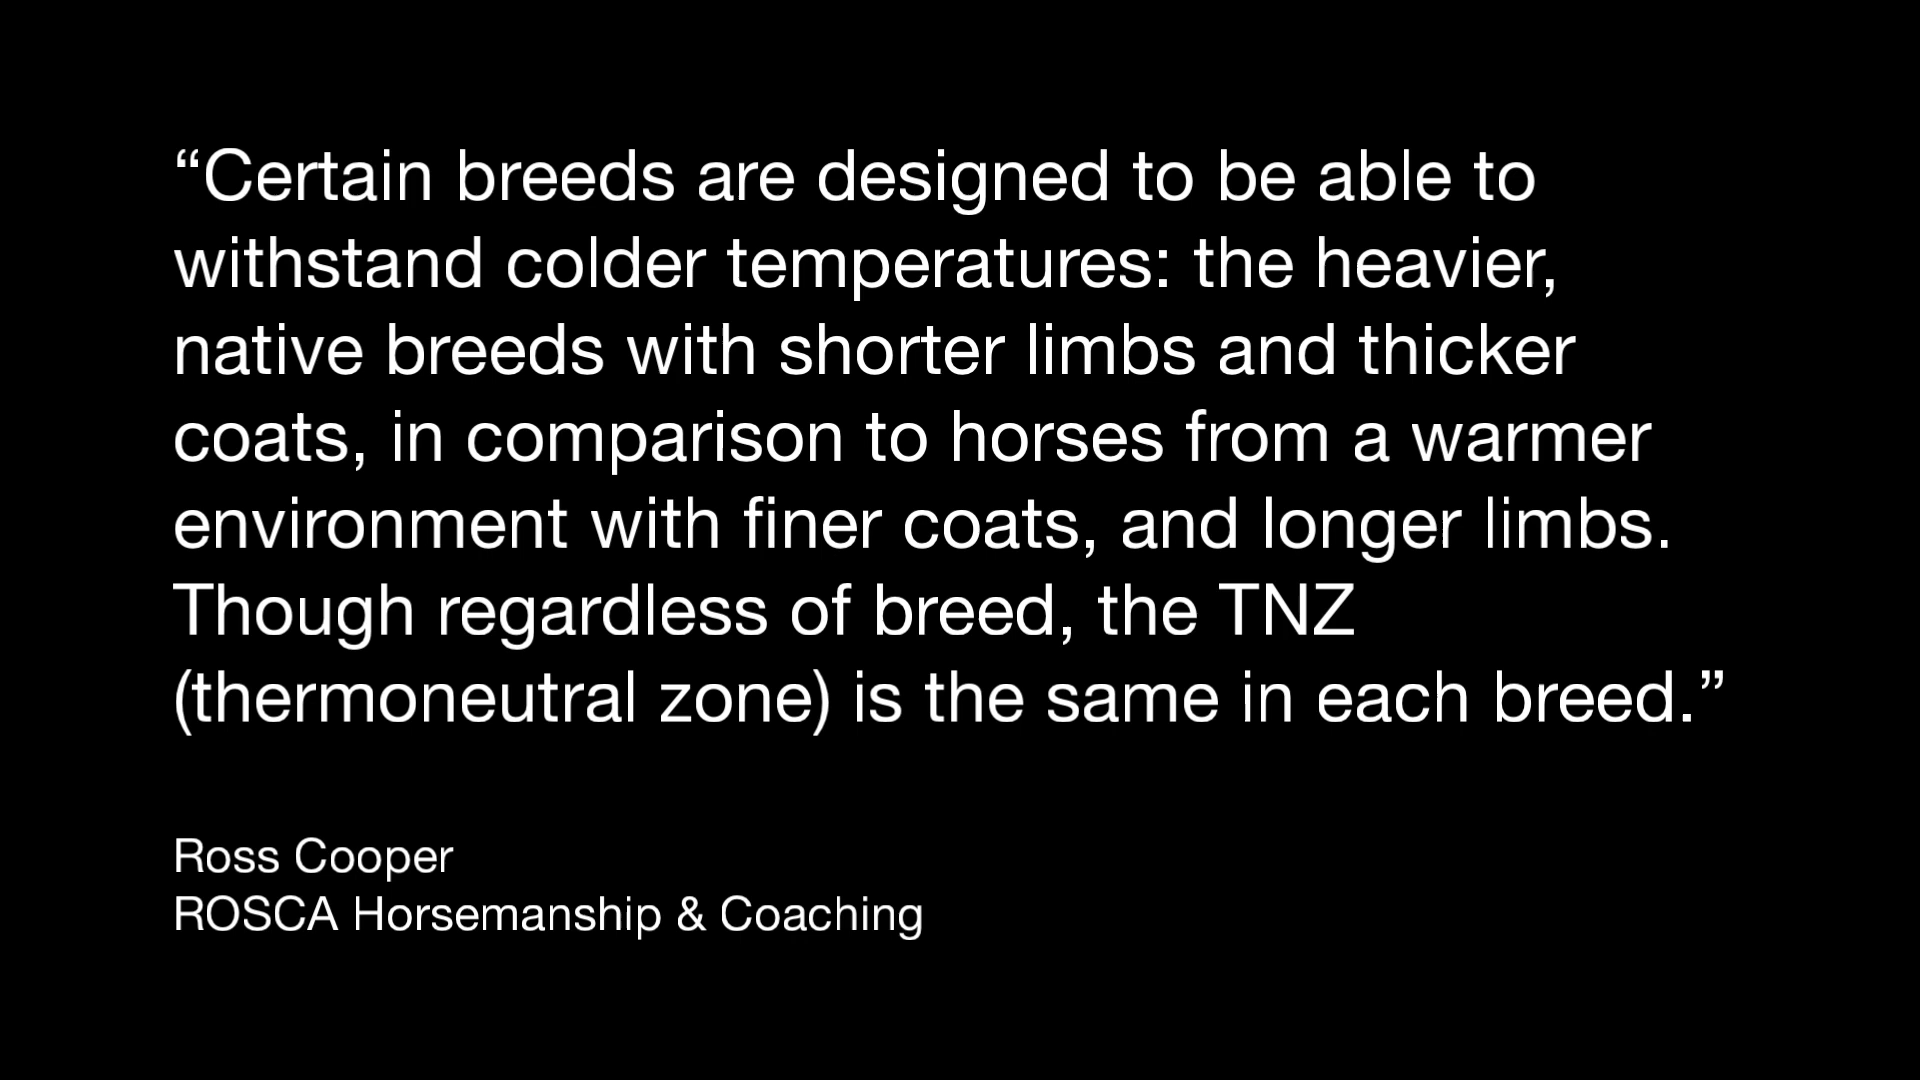 “Certain breeds are designed to be able to
withstand colder temperatures: the heavier,
native breeds with shorter limbs and thicker
coats, in comparison to horses from a warmer
environment with finer coats, and longer limbs.
Though regardless of breed, the TNZ
(thermoneutral zone) is the same in each breed.”
Ross Cooper
ROSCA Horsemanship & Coaching